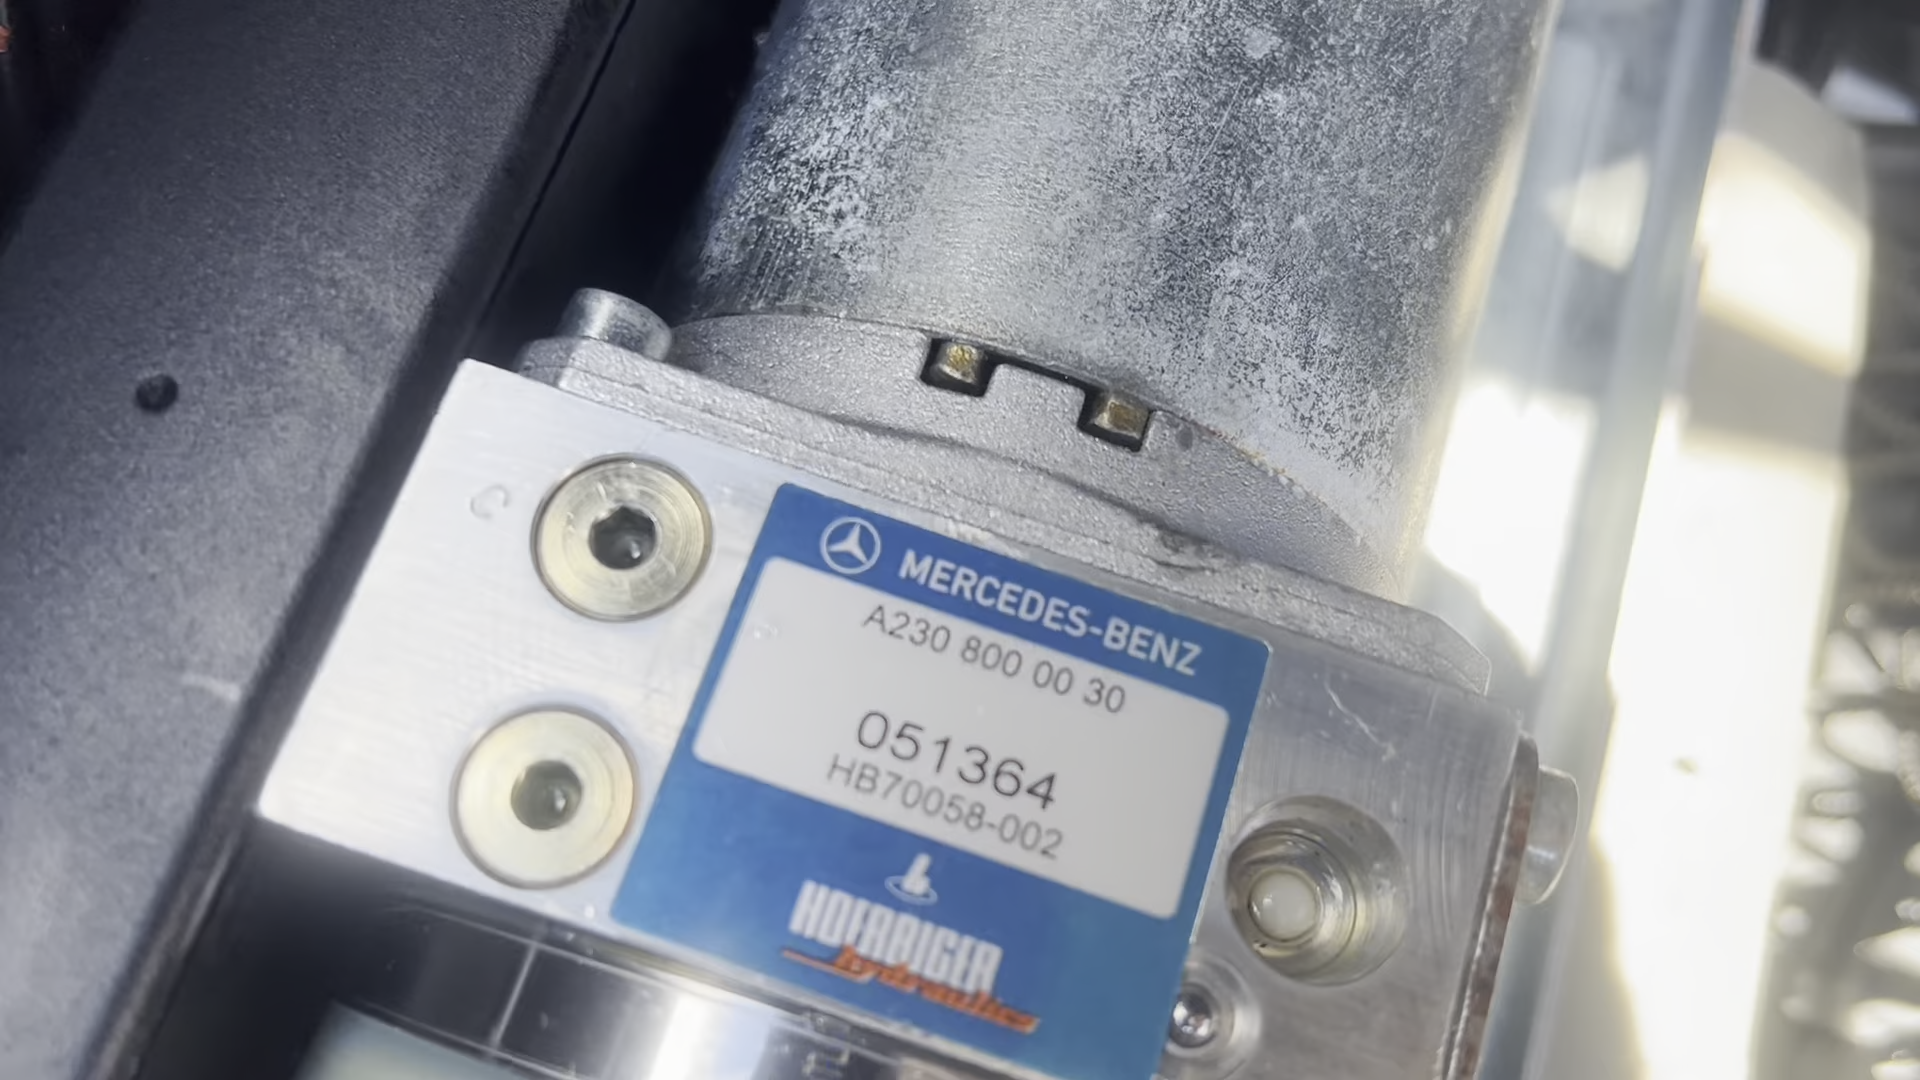 C
MERCEDES-BENZ
A230 800 00 30
051364
HB70058-002
HOERBIGER
hydraulics